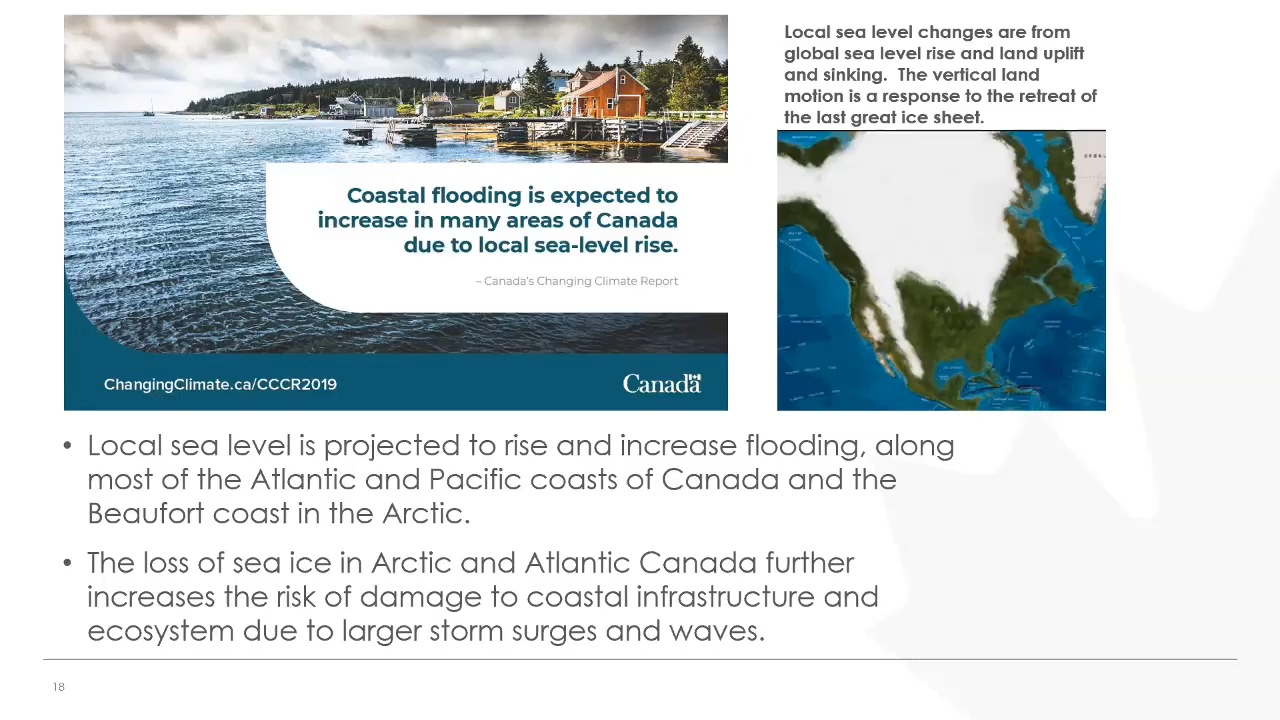 Coastal flooding is expected to
increase in many areas of Canada
due to local sea-level rise.
– Canada's Changing Climate Report
ChangingClimate.ca/CCCR2019
Canada
Local sea level changes are from
global sea level rise and land uplift
and sinking.  The vertical land
motion is a response to the retreat of
the last great ice sheet.
• Local sea level is projected to rise and increase flooding, along
most of the Atlantic and Pacific coasts of Canada and the
Beaufort coast in the Arctic.
• The loss of sea ice in Arctic and Atlantic Canada further
increases the risk of damage to coastal infrastructure and
ecosystem due to larger storm surges and waves.
18